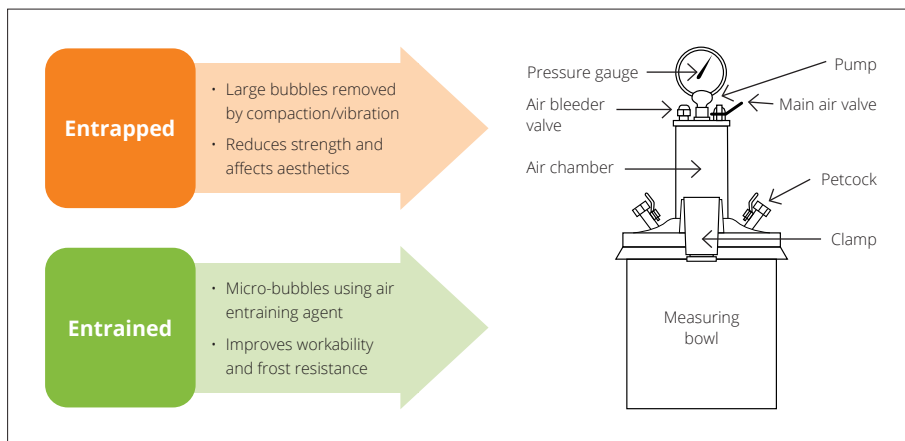 Entrapped
• Large bubbles removed
by compaction/vibration
• Reduces strength and
affects aesthetics
Entrained
• Micro-bubbles using air
entraining agent
• Improves workability
and frost resistance
Pressure gauge
Pump
Air bleeder
valve
Main air valve
Air chamber
Petcock
Clamp
Measuring
bowl